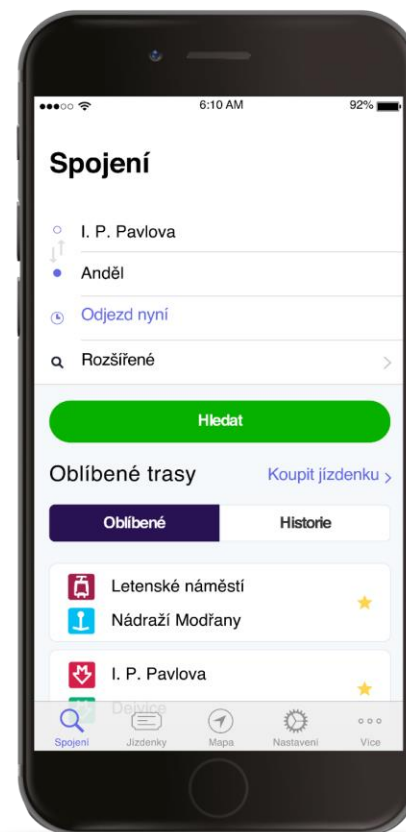 6:10 AM
92%
Spojení
I. P. Pavlova
Anděl
Odjezd nyní
Rozšířené
Hledat
Oblíbené trasy
Koupit jízdenku
Oblíbené
Historie
Letenské náměstí
Nádraží Modřany
I. P. Pavlova
Dejvice
Spojení
Jízdenky
Mapa
Nastavení
Více